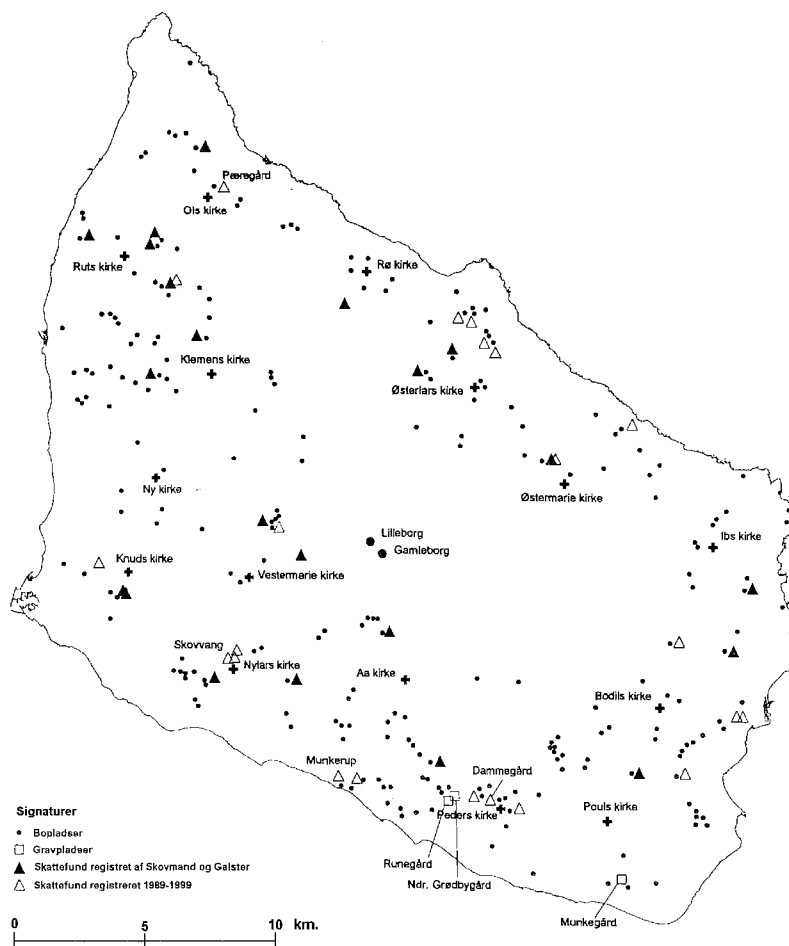 Pæregård
Ols kirke
Ruts kirke
Rø kirke
Klemens kirke
Østerlars kirke
Ny kirke
Østermarie kirke
Lilleborg
Gamleborg
Ibs kirke
Knuds kirke
Vestermarie kirke
Skovvang
Nylars kirke
Aa kirke
Bodils kirke
Munkerup
Dammegård
Peders kirke
Pouls kirke
Runegård
Ndr. Grødbygård
Munkegård
Signaturer
Bopladser
Gravpladser
Skattefund registret af Skovmand og Galster
Skattefund registreret 1989-1999
0 5 10 km.